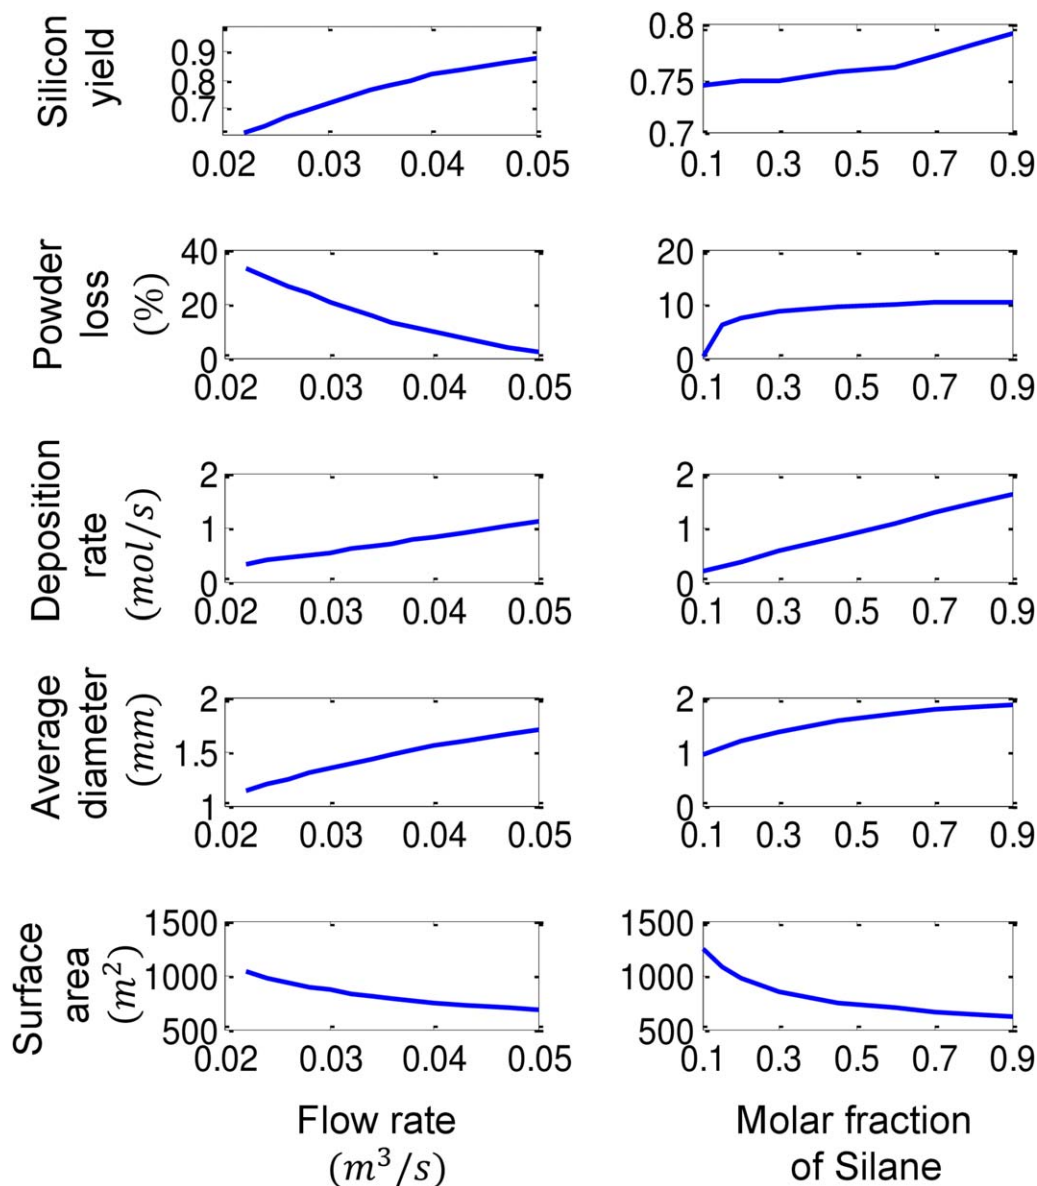 Silicon
yield
0.9
0.8
0.7
0.02 0.03 0.04 0.05
0.8
0.75
0.7
0.1 0.3 0.5 0.7 0.9
Powder
loss
(%)
40
20
0
0.02 0.03 0.04 0.05
20
10
0
0.1 0.3 0.5 0.7 0.9
Deposition
rate
(mol/s)
2
1
0
0.02 0.03 0.04 0.05
2
1
0
0.1 0.3 0.5 0.7 0.9
Average
diameter
(mm)
2
1.5
1
0.02 0.03 0.04 0.05
2
1
0
0.1 0.3 0.5 0.7 0.9
Surface
area
(m²)
1500
1000
500
0.02 0.03 0.04 0.05
1500
1000
500
0.1 0.3 0.5 0.7 0.9
Flow rate
(m³/s)
Molar fraction
of Silane